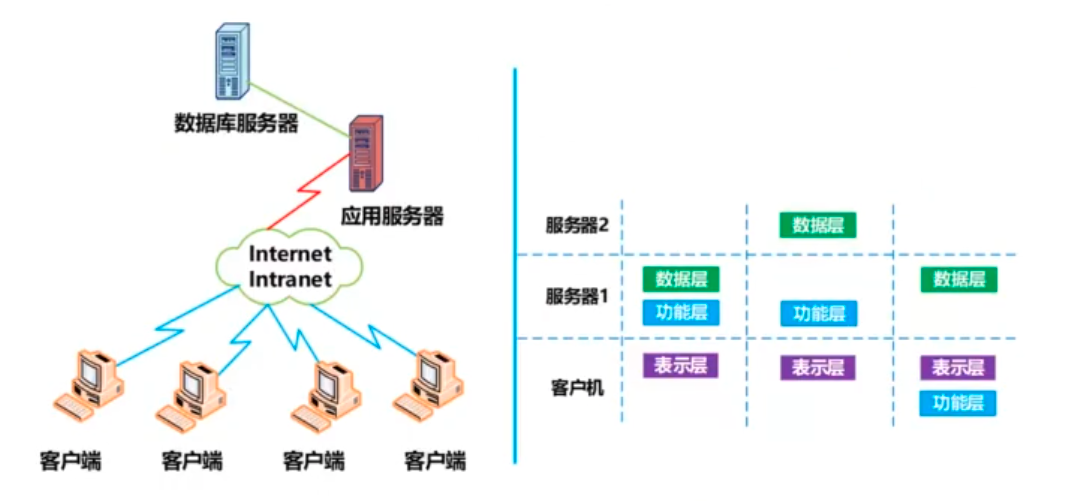 数据库服务器
应用服务器
Internet
Intranet
客户端 客户端 客户端 客户端
服务器2 数据层
服务器1 数据层 数据层
功能层 功能层
客户机 表示层 表示层 表示层
功能层